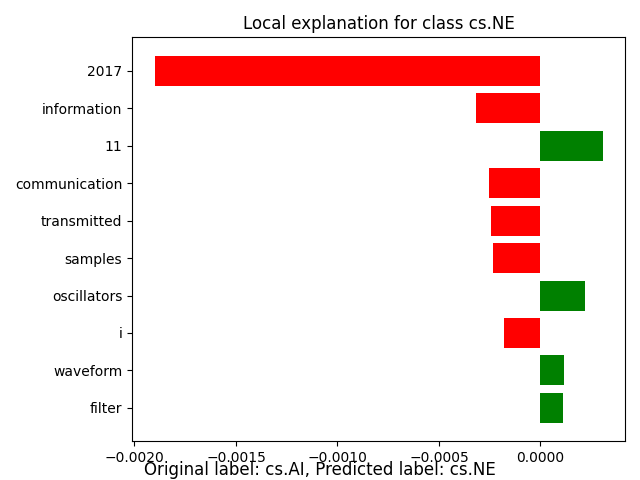 Local explanation for class cs.NE
2017
information
11
communication
transmitted
samples
oscillators
i
waveform
filter
−0.0020 −0.0015 −0.0010 −0.0005 0.0000
Original label: cs.AI, Predicted label: cs.NE